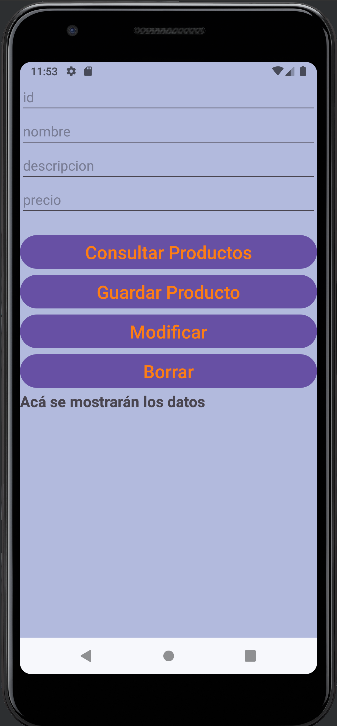 11:53
id
nombre
descripcion
precio
Consultar Productos
Guardar Producto
Modificar
Borrar
Acá se mostrarán los datos